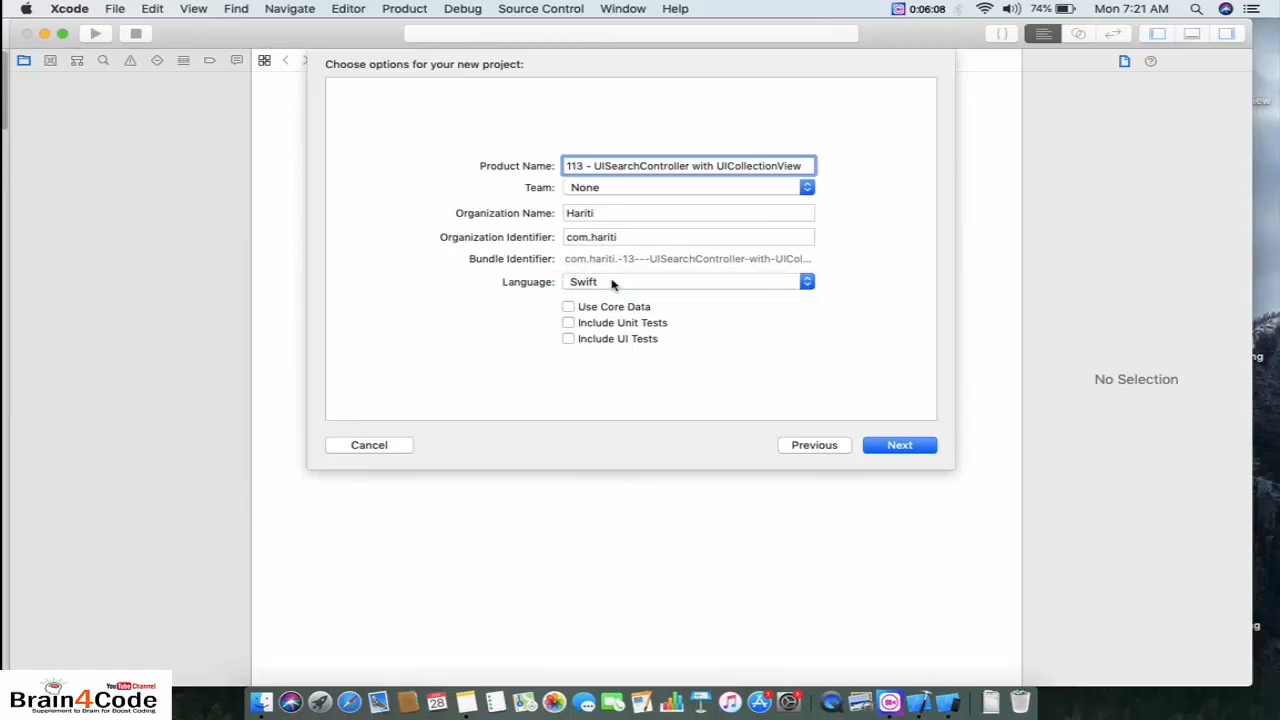 Xcode File Edit View Find Navigate Editor Product Debug Source Control Window Help 0:06:08 74% Mon 7:21 AM
Choose options for your new project:
Product Name: 113 - UISearchController with UICollectionView
Team: None
Organization Name: Hariti
Organization Identifier: com.hariti
Bundle Identifier: com.hariti.-13---UISearchController-with-UICol...
Language: Swift
Use Core Data
Include Unit Tests
Include UI Tests
No Selection
Cancel Previous Next
YouTube Channel
Brain4Code
Supplement to Brain for Boost Coding
28